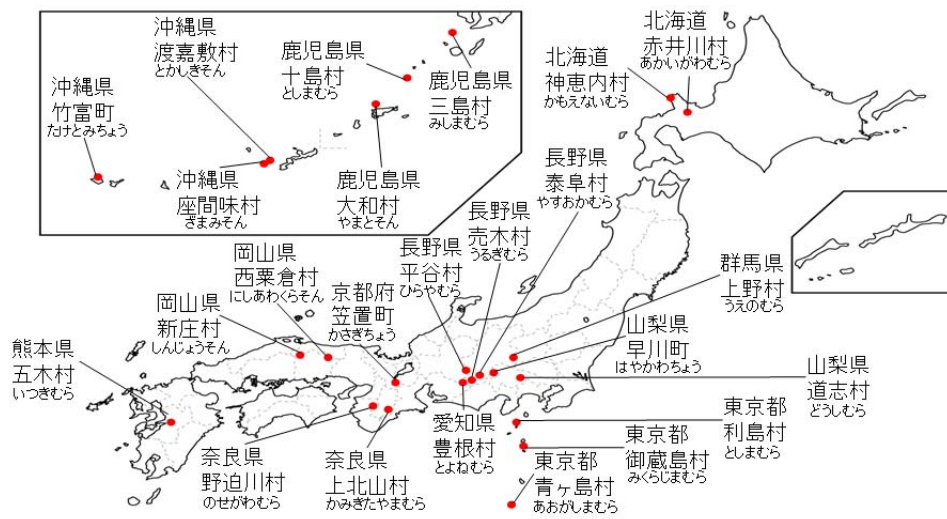 沖縄県
竹富町
たけとみちょう
沖縄県
渡嘉敷村
とかしきそん
沖縄県
座間味村
ざまみそん
鹿児島県
十島村
としまむら
鹿児島県
大和村
やまとそん
鹿児島県
三島村
みしまむら
北海道
神恵内村
かもえないむら
北海道
赤井川村
あかいがわむら
長野県
泰阜村
やすおかむら
長野県
売木村
うるぎむら
長野県
平谷村
ひらやむら
群馬県
上野村
うえのむら
山梨県
早川町
はやかわちょう
山梨県
道志村
どうしむら
岡山県
西粟倉村
にしあわくらそん
京都府
笠置町
かさぎちょう
岡山県
新庄村
しんじょうそん
熊本県
五木村
いつきむら
奈良県
野迫川村
のせがわむら
奈良県
上北山村
かみきたやまむら
愛知県
豊根村
とよねむら
東京都
青ヶ島村
あおがしまむら
東京都
御蔵島村
みくらじまむら
東京都
利島村
としまむら